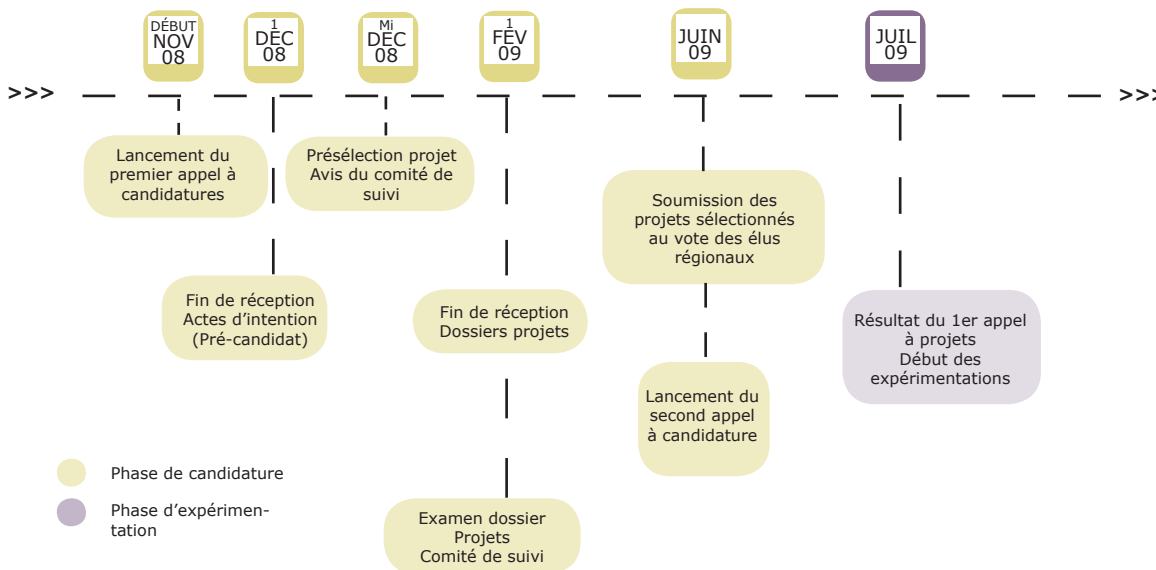 DÉBUT
NOV
08
1
DÉC
08
Mi
DEC
08
1
FÉV
09
JUIN
09
JUIL
09
>>>
>>>
Lancement du
premier appel à
candidatures
Présélection projet
Avis du comité de
suivi
Soumission des
projets sélectionnés
au vote des élus
régionaux
Fin de réception
Actes d'intention
(Pré-candidat)
Fin de réception
Dossiers projets
Résultat du 1er appel
à projets
Début des
expérimentations
Lancement du
second appel
à candidature
Phase de candidature
Phase d'expérimen-
tation
Examen dossier
Projets
Comité de suivi